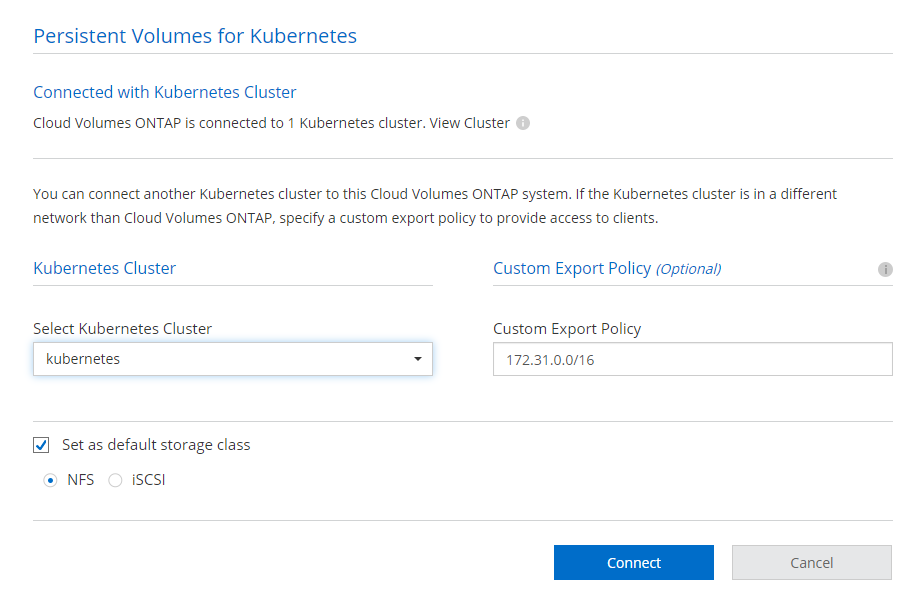 Persistent Volumes for Kubernetes
Connected with Kubernetes Cluster
Cloud Volumes ONTAP is connected to 1 Kubernetes cluster. View Cluster
You can connect another Kubernetes cluster to this Cloud Volumes ONTAP system. If the Kubernetes cluster is in a different
network than Cloud Volumes ONTAP, specify a custom export policy to provide access to clients.
Kubernetes Cluster
Custom Export Policy (Optional)
Select Kubernetes Cluster
kubernetes
Custom Export Policy
172.31.0.0/16
Set as default storage class
NFS iSCSI
Connect Cancel